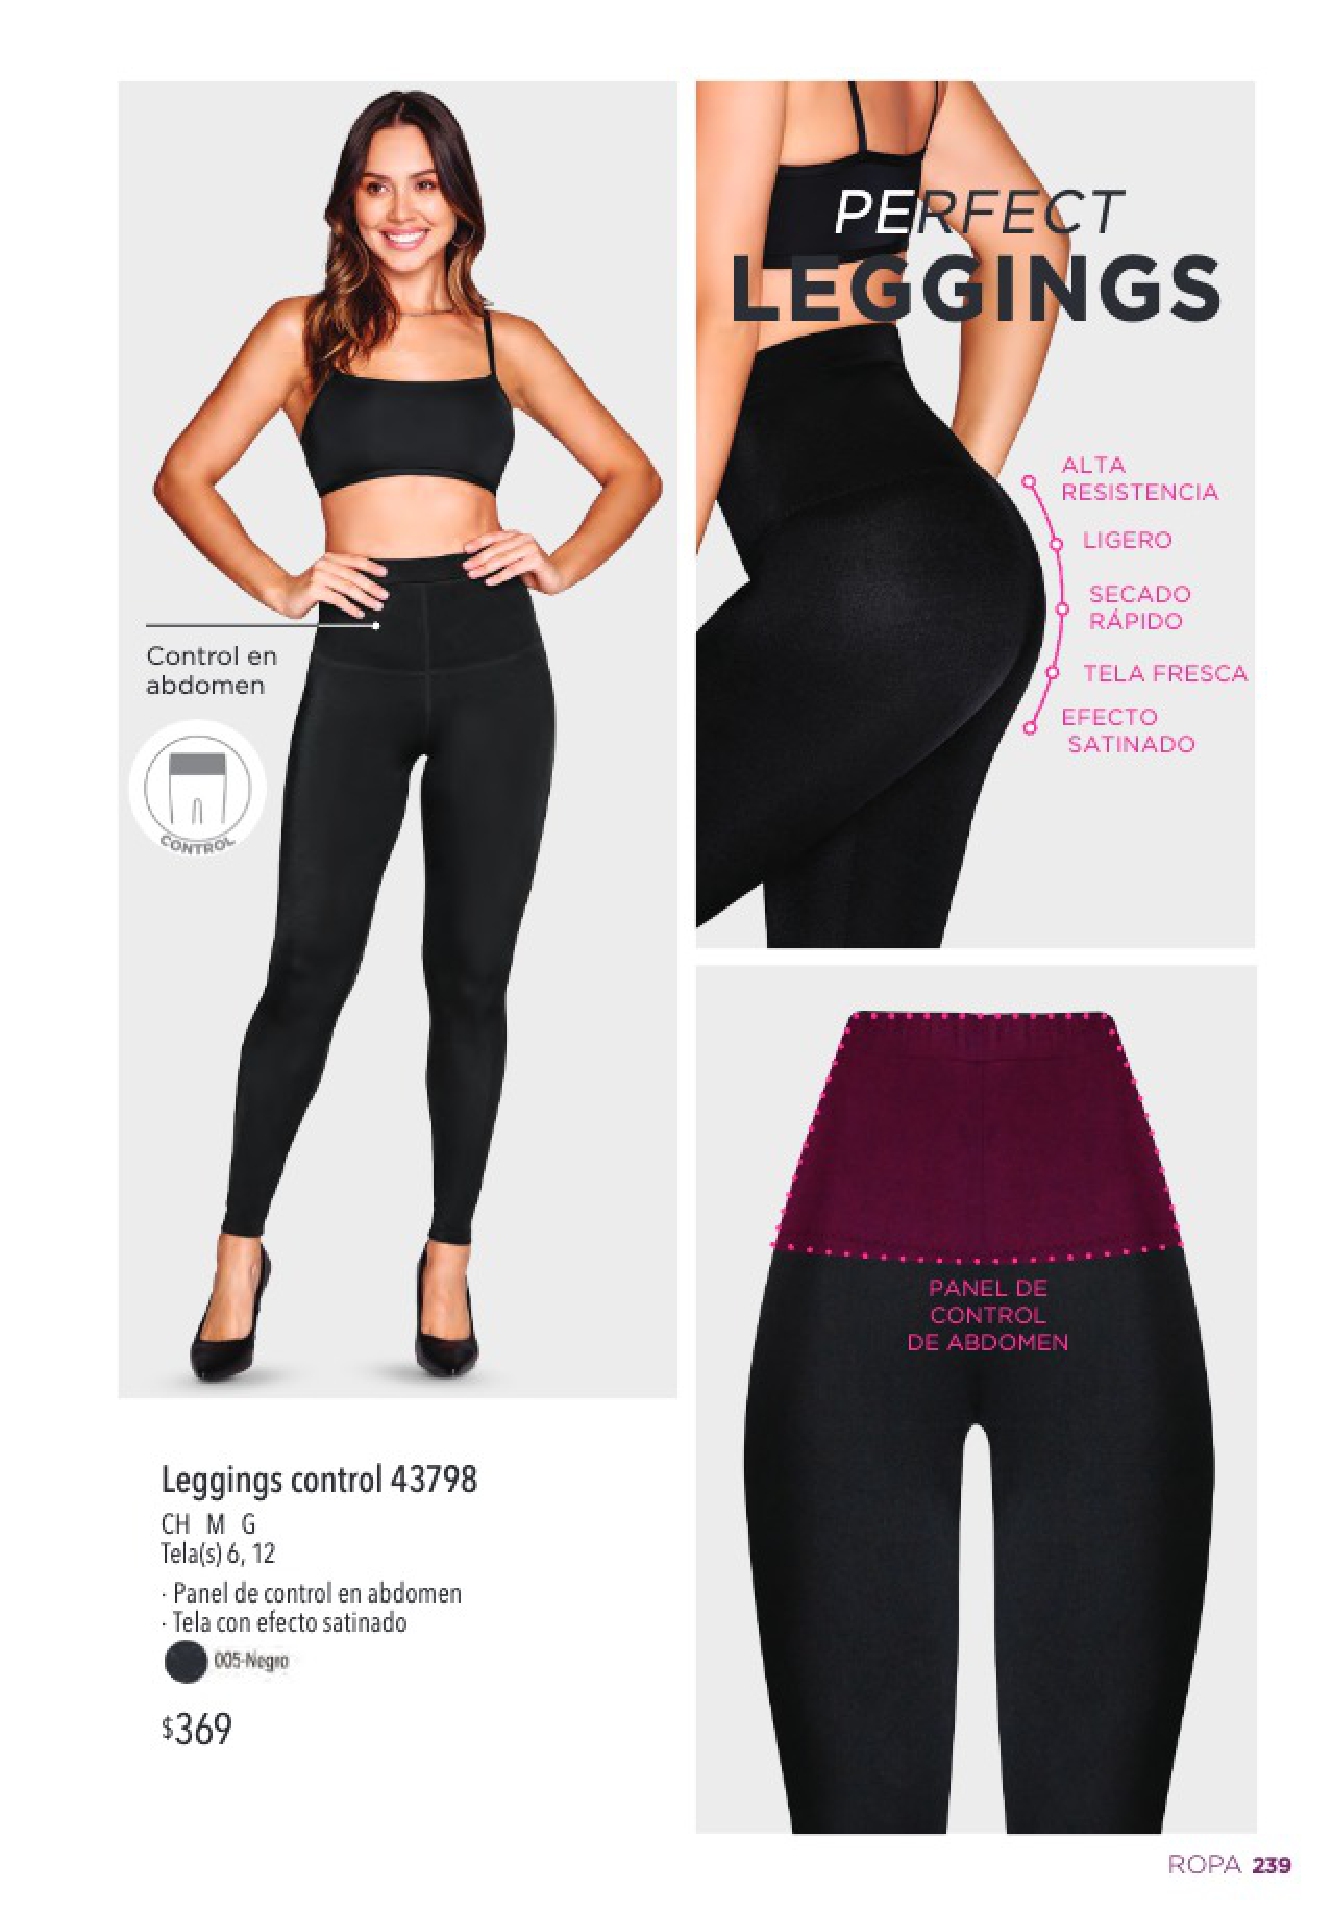 PERFECT
LEGGINGS
ALTA
RESISTENCIA
LIGERO
SECADO
RÁPIDO
TELA FRESCA
EFECTO
SATINADO
Control en
abdomen
CONTROL
PANEL DE
CONTROL
DE ABDOMEN
Leggings control 43798
CH M G
Tela(s) 6, 12
· Panel de control en abdomen
· Tela con efecto satinado
005-Negro
$369
ROPA 239